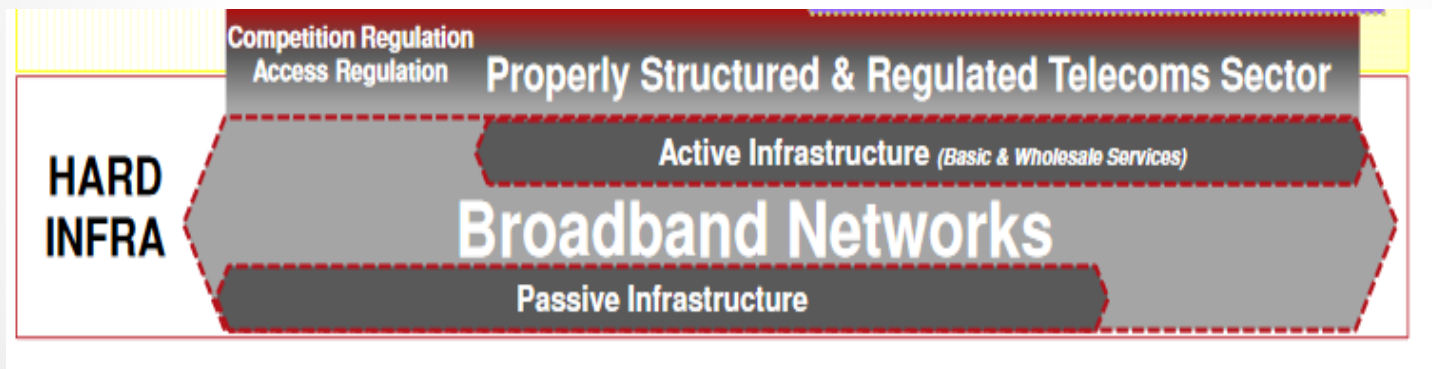 Competition Regulation
Access Regulation
Properly Structured & Regulated Telecoms Sector
HARD
INFRA
Active Infrastructure (Basic & Wholesale Services)
Broadband Networks
Passive Infrastructure